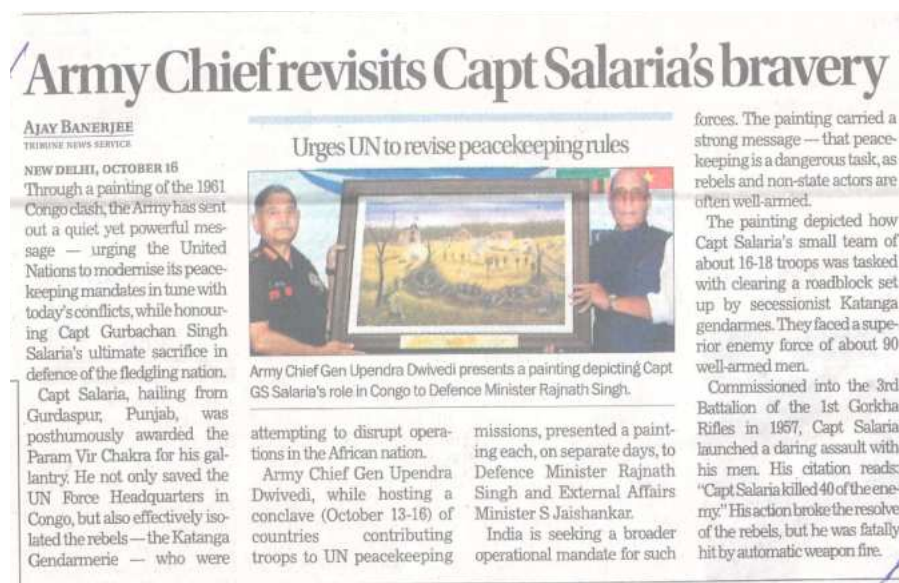 Army Chief revisits Capt Salaria's bravery
AJAY BANERJEE
TRIBUNE NEWS SERVICE
NEW DELHI, OCTOBER 16
Through a painting of the 1961
Congo clash, the Army has sent
out a quiet yet powerful mes-
sage — urging the United
Nations to modernise its peace-
keeping mandates in tune with
today's conflicts, while honour-
ing Capt Gurbachan Singh
Salaria's ultimate sacrifice in
defence of the fledgling nation.
Capt Salaria, hailing from
Gurdaspur, Punjab, was
posthumously awarded the
Param Vir Chakra for his gal-
lantry. He not only saved the
UN Force Headquarters in
Congo, but also effectively iso-
lated the rebels — the Katanga
Gendarmerie — who were
Urges UN to revise peacekeeping rules
Army Chief Gen Upendra Dwivedi presents a painting depicting Capt
GS Salaria's role in Congo to Defence Minister Rajnath Singh.
attempting to disrupt opera-
tions in the African nation.
Army Chief Gen Upendra
Dwivedi, while hosting a
conclave (October 13-16) of
countries contributing
troops to UN peacekeeping
missions, presented a paint-
ing each, on separate days, to
Defence Minister Rajnath
Singh and External Affairs
Minister S Jaishankar.
India is seeking a broader
operational mandate for such
forces. The painting carried a
strong message — that peace-
keeping is a dangerous task, as
rebels and non-state actors are
often well-armed.
The painting depicted how
Capt Salaria's small team of
about 16-18 troops was tasked
with clearing a roadblock set
up by secessionist Katanga
gendarmes. They faced a supe-
rior enemy force of about 90
well-armed men.
Commissioned into the 3rd
Battalion of the 1st Gorkha
Rifles in 1957, Capt Salaria
launched a daring assault with
his men. His citation reads:
"Capt Salaria killed 40 of the ene-
my." His action broke the resolve
of the rebels, but he was fatally
hit by automatic weapon fire.